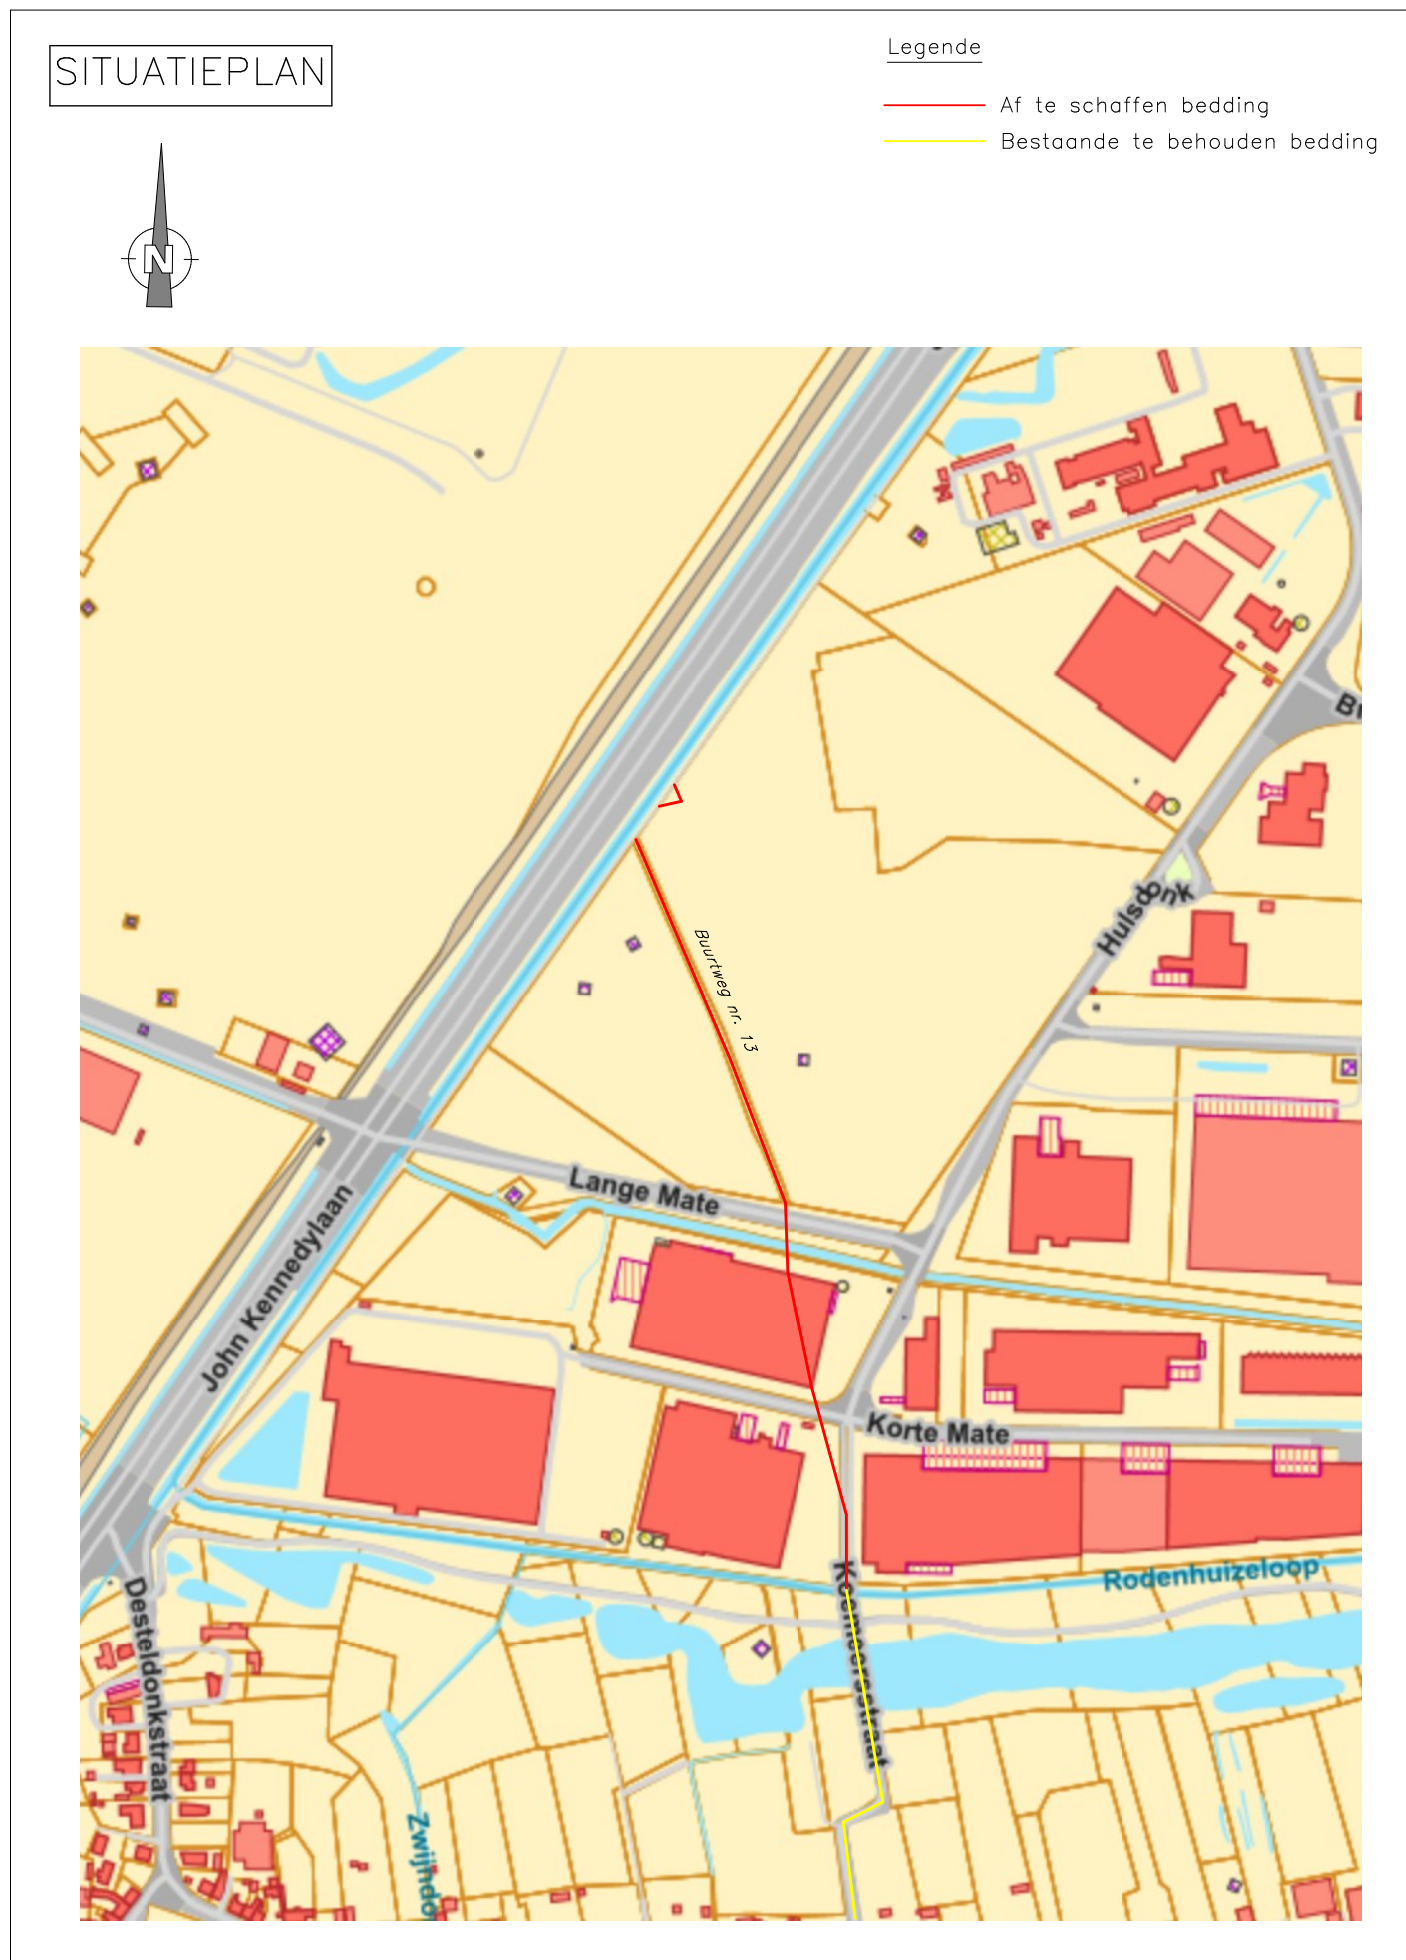 SITUATIEPLAN
Legende
Af te schaffen bedding
Bestaande te behouden bedding
N
Hulsdonk
Buurtweg nr. 13
Lange Mate
John Kennedylaan
Korte Mate
Rodenhuizeloop
Desteldonkstraat